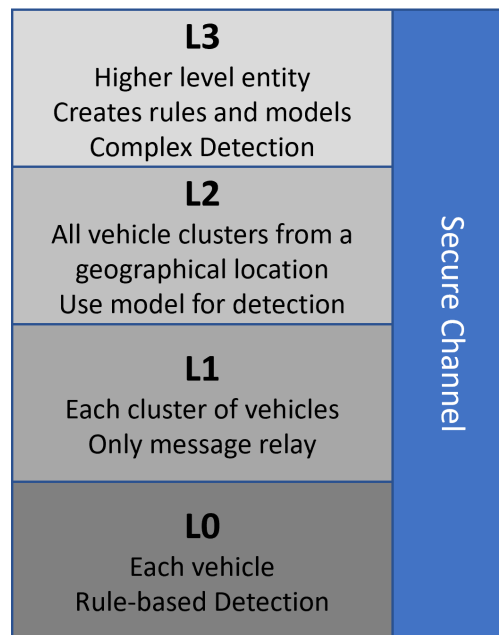 L3
Higher level entity
Creates rules and models
Complex Detection
L2
All vehicle clusters from a
geographical location
Use model for detection
L1
Each cluster of vehicles
Only message relay
L0
Each vehicle
Rule-based Detection
Secure Channel